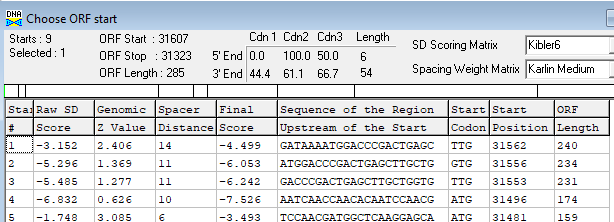 DNA Choose ORF start
Starts : 9 ORF Start : 31607 Cdn 1 Cdn2 Cdn3 Length
Selected : 1 ORF Stop : 31323 5' End 0.0 100.0 50.0 6 SD Scoring Matrix Kibler6
ORF Length : 285 3' End 44.4 61.1 66.7 54 Spacing Weight Matrix Karlin Medium
Star Raw SD Genomic Spacer Final Sequence of the Region Start Start ORF
# Score Z Value Distance Score Upstream of the Start Codon Position Length
1 -3.152 2.406 14 -4.499 GATAAAATGGACCCGACTGAGC TTG 31562 240
2 -5.296 1.369 11 -6.053 ATGGACCCGACTGAGCTTGCTG GTG 31556 234
3 -5.485 1.277 11 -6.242 GACCCGACTGAGCTTGCTGGTG TTG 31553 231
4 -6.832 0.626 10 -7.526 AATCAACCAACACAATCCAACG ATG 31496 174
5 -1.748 3.085 6 -3.493 TCCAACGATGGCTCAAGGAGCA ATG 31481 159